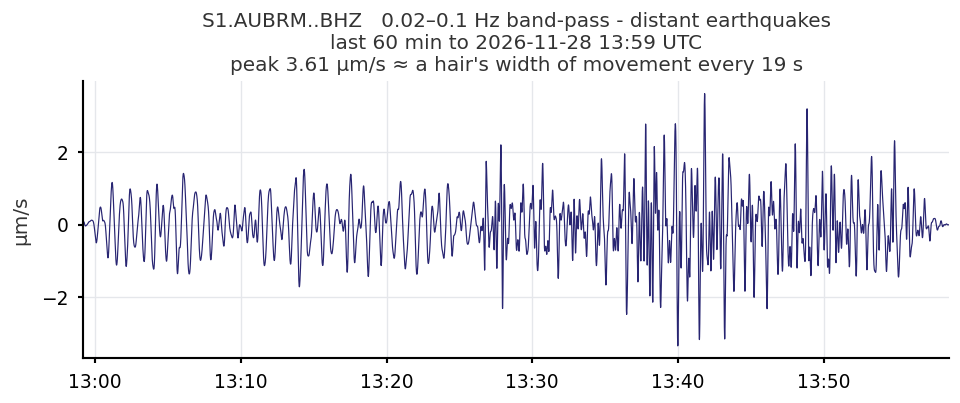 S1.AUBRM..BHZ   0.02–0.1 Hz band-pass - distant earthquakes
last 60 min to 2026-11-28 13:59 UTC
peak 3.61 µm/s ≈ a hair's width of movement every 19 s
µm/s
2
0
−2
13:00 13:10 13:20 13:30 13:40 13:50